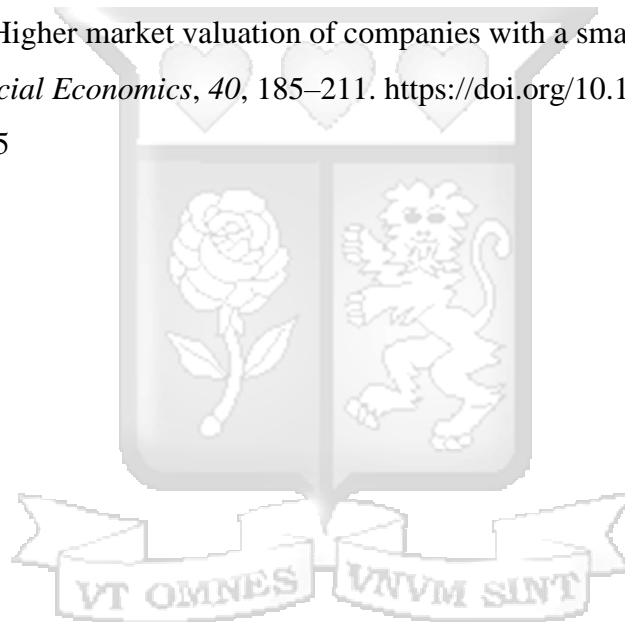 Higher market valuation of companies with a sma
cial Economics, 40, 185–211. https://doi.org/10.1
5
VT OMNES VNVM SINT